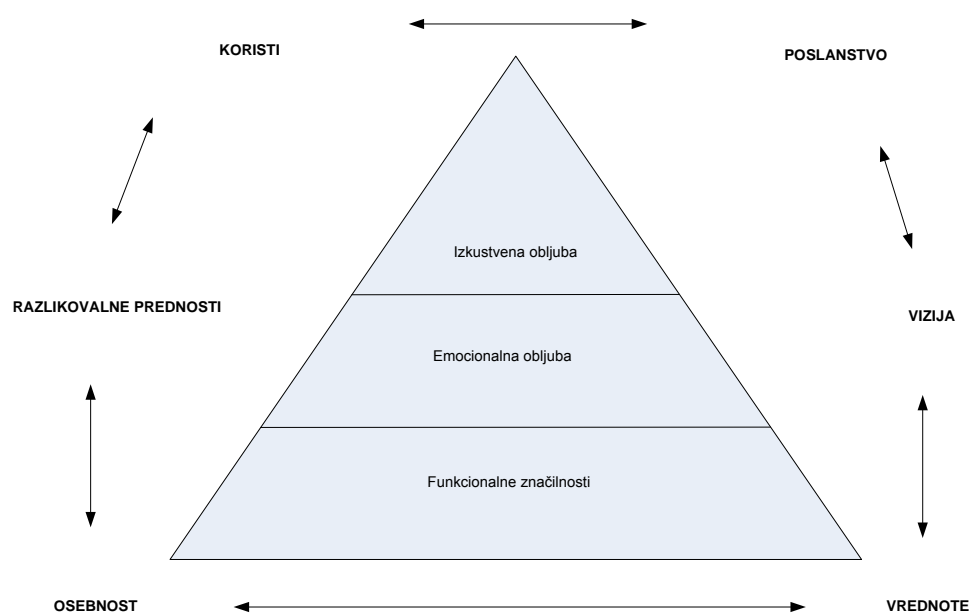 KORISTI
POSLANSTVO
Izkustvena obljuba
RAZLIKOVALNE PREDNOSTI
VIZIJA
Emocionalna obljuba
Funkcionalne značilnosti
OSEBNOST
VREDNOTE